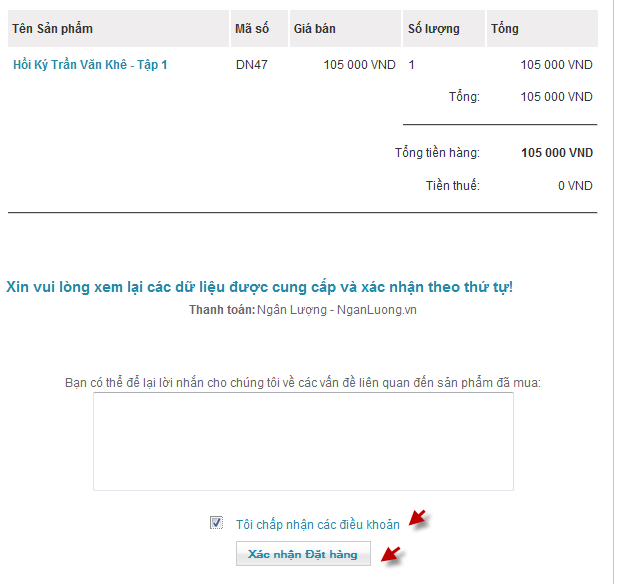 Tên Sản phẩm Mã số Giá bán Số lượng Tổng
Hồi Ký Trần Văn Khê - Tập 1 DN47 105 000 VND 1 105 000 VND
Tổng: 105 000 VND
Tổng tiền hàng: 105 000 VND
Tiền thuế: 0 VND
Xin vui lòng xem lại các dữ liệu được cung cấp và xác nhận theo thứ tự!
Thanh toán: Ngân Lượng - NganLuong.vn
Bạn có thể để lại lời nhắn cho chúng tôi về các vấn đề liên quan đến sản phẩm đã mua:
Tôi chấp nhận các điều khoản
Xác nhận Đặt hàng